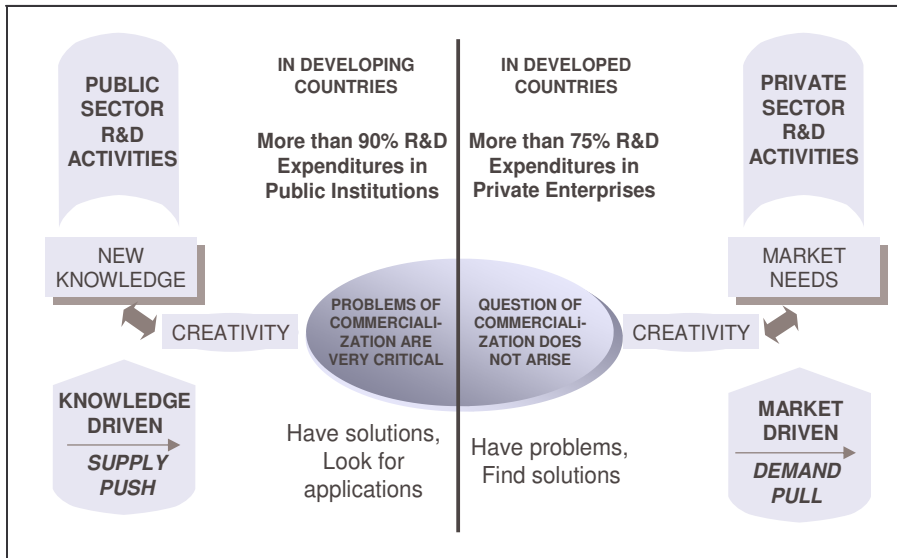 PUBLIC
SECTOR
R&D
ACTIVITIES
NEW
KNOWLEDGE
CREATIVITY
KNOWLEDGE
DRIVEN
SUPPLY
PUSH
IN DEVELOPING
COUNTRIES
More than 90% R&D
Expenditures in
Public Institutions
PROBLEMS OF
COMMERCIALI-
ZATION ARE
VERY CRITICAL
Have solutions,
Look for
applications
IN DEVELOPED
COUNTRIES
More than 75% R&D
Expenditures in
Private Enterprises
QUESTION OF
COMMERCIALi-
ZATION DOES
NOT ARISE
Have problems,
Find solutions
PRIVATE
SECTOR
R&D
ACTIVITIES
MARKET
NEEDS
CREATIVITY
MARKET
DRIVEN
DEMAND
PULL